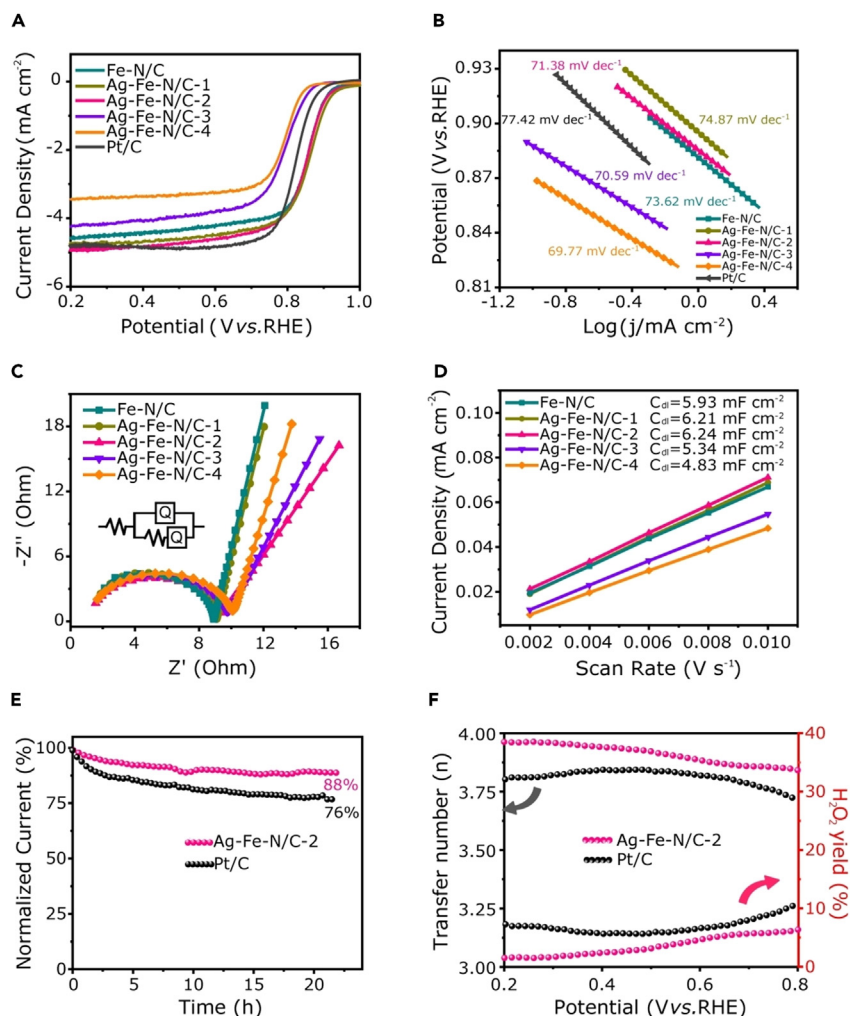 A
Current Density (mA cm⁻²)
0
-2
-4
-6
Fe-N/C
Ag-Fe-N/C-1
Ag-Fe-N/C-2
Ag-Fe-N/C-3
Ag-Fe-N/C-4
Pt/C
0.2 0.4 0.6 0.8 1.0
Potential (V vs.RHE)
B
Potential (V vs.RHE)
0.93
0.90
0.87
0.84
0.81
71.38 mV dec⁻¹
77.42 mV dec⁻¹
74.87 mV dec⁻¹
70.59 mV dec⁻¹
73.62 mV dec⁻¹
69.77 mV dec⁻¹
Fe-N/C
Ag-Fe-N/C-1
Ag-Fe-N/C-2
Ag-Fe-N/C-3
Ag-Fe-N/C-4
Pt/C
-1.2 -0.8 -0.4 0.0 0.4
Log(j/mA cm⁻²)
C
-Z'' (Ohm)
18
12
6
0
Fe-N/C
Ag-Fe-N/C-1
Ag-Fe-N/C-2
Ag-Fe-N/C-3
Ag-Fe-N/C-4
Q
Q
0 4 8 12 16
Z' (Ohm)
D
Current Density (mA cm⁻²)
0.10
0.08
0.06
0.04
0.02
Fe-N/C C_dl=5.93 mF cm⁻²
Ag-Fe-N/C-1 C_dl=6.21 mF cm⁻²
Ag-Fe-N/C-2 C_dl=6.24 mF cm⁻²
Ag-Fe-N/C-3 C_dl=5.34 mF cm⁻²
Ag-Fe-N/C-4 C_dl=4.83 mF cm⁻²
0.002 0.004 0.006 0.008 0.010
Scan Rate (V s⁻¹)
E
Normalized Current (%)
100
75
50
25
0
88%
76%
Ag-Fe-N/C-2
Pt/C
0 5 10 15 20
Time (h)
F
Transfer number (n)
4.00
3.75
3.50
3.25
3.00
Ag-Fe-N/C-2
Pt/C
40
30
20
10
0
H₂O₂ yield (%)
0.2 0.4 0.6 0.8
Potential (V vs.RHE)